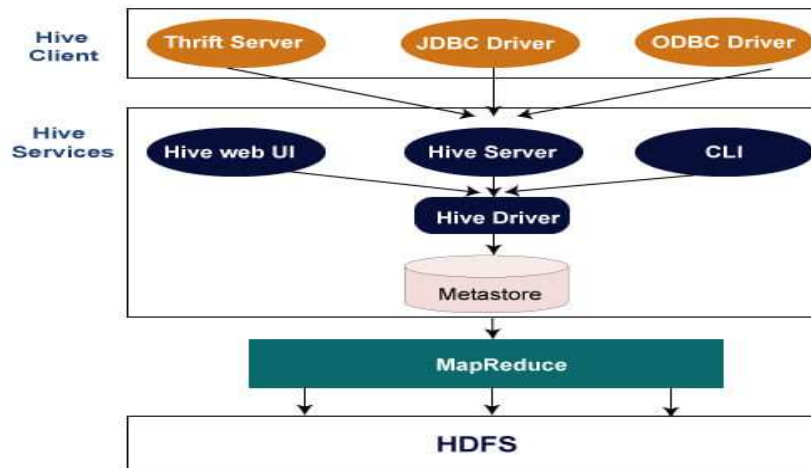 Hive
Client
Thrift Server
JDBC Driver
ODBC Driver
Hive
Services
Hive web UI
Hive Server
CLI
Hive Driver
Metastore
MapReduce
HDFS